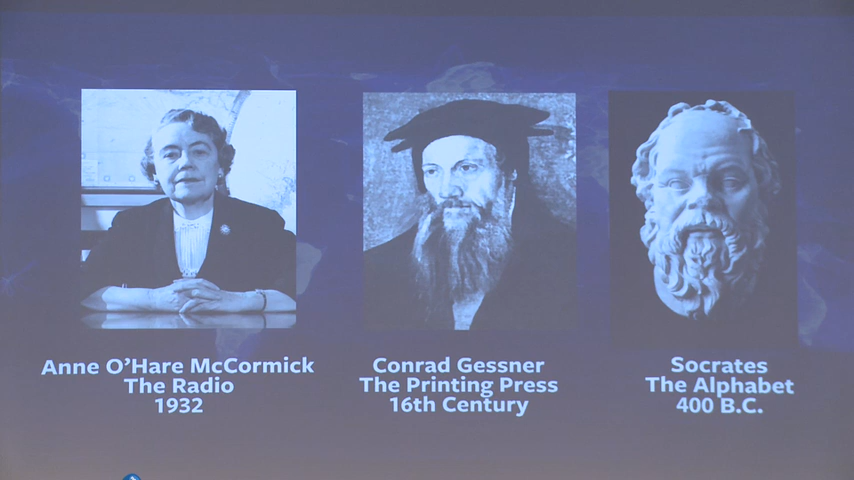 Anne O'Hare McCormick
The Radio
1932
Conrad Gessner
The Printing Press
16th Century
Socrates
The Alphabet
400 B.C.